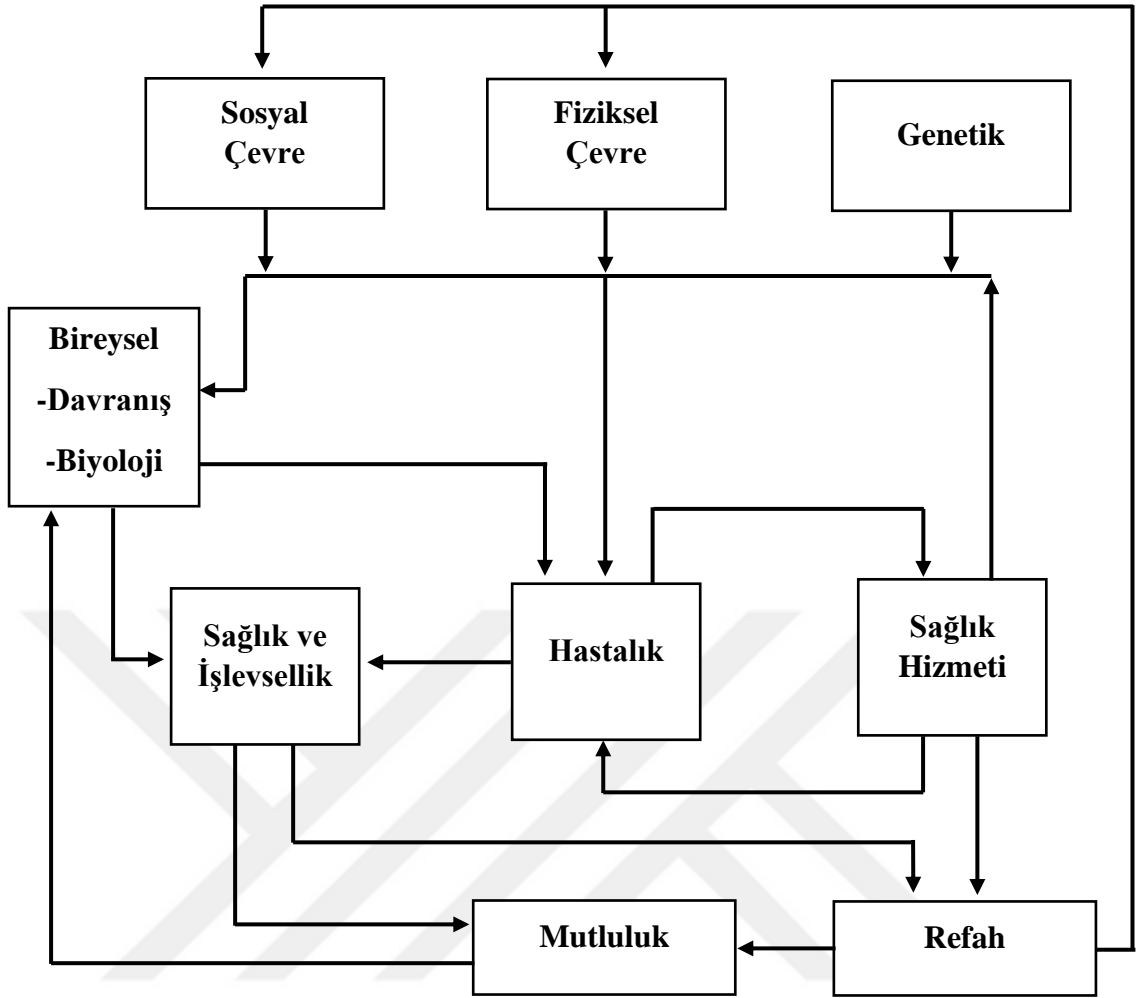 Sosyal
Çevre
Fiziksel
Çevre
Genetik
Bireysel
-Davranış
-Biyoloji
Sağlık ve
İşlevsellik
Hastalık
Sağlık
Hizmeti
Mutluluk
Refah